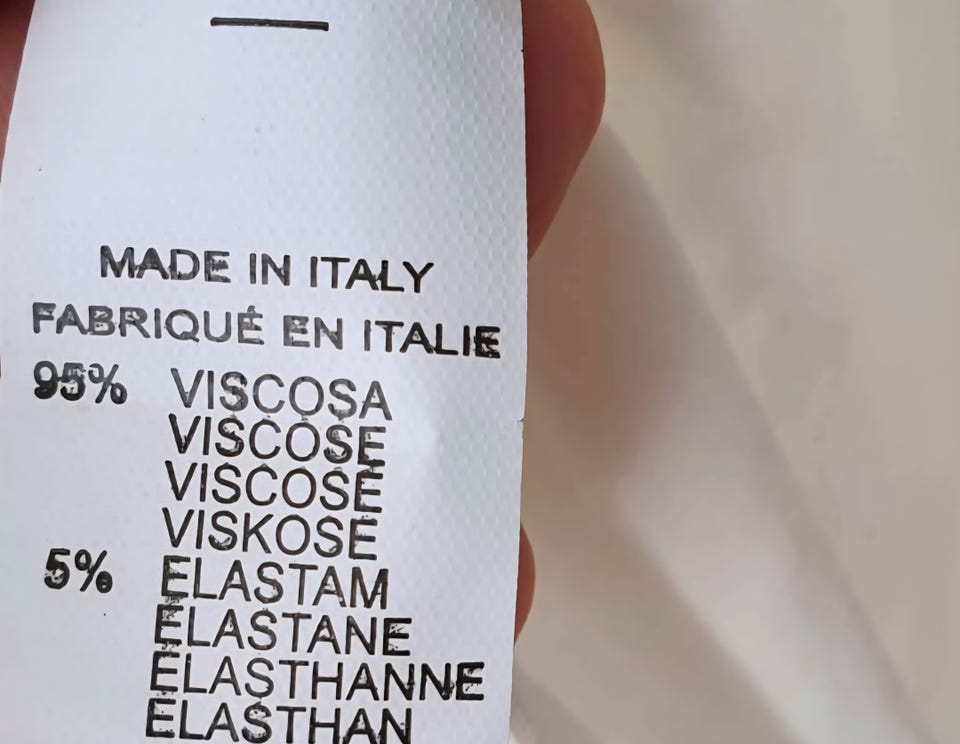 MADE IN ITALY
FABRIQUÉ EN ITALIE
95% VISCOSA
VISCOSE
VISCOSE
VISKOSE
5% ELASTAM
ELASTANE
ELASTHANNE
ELASTHAN